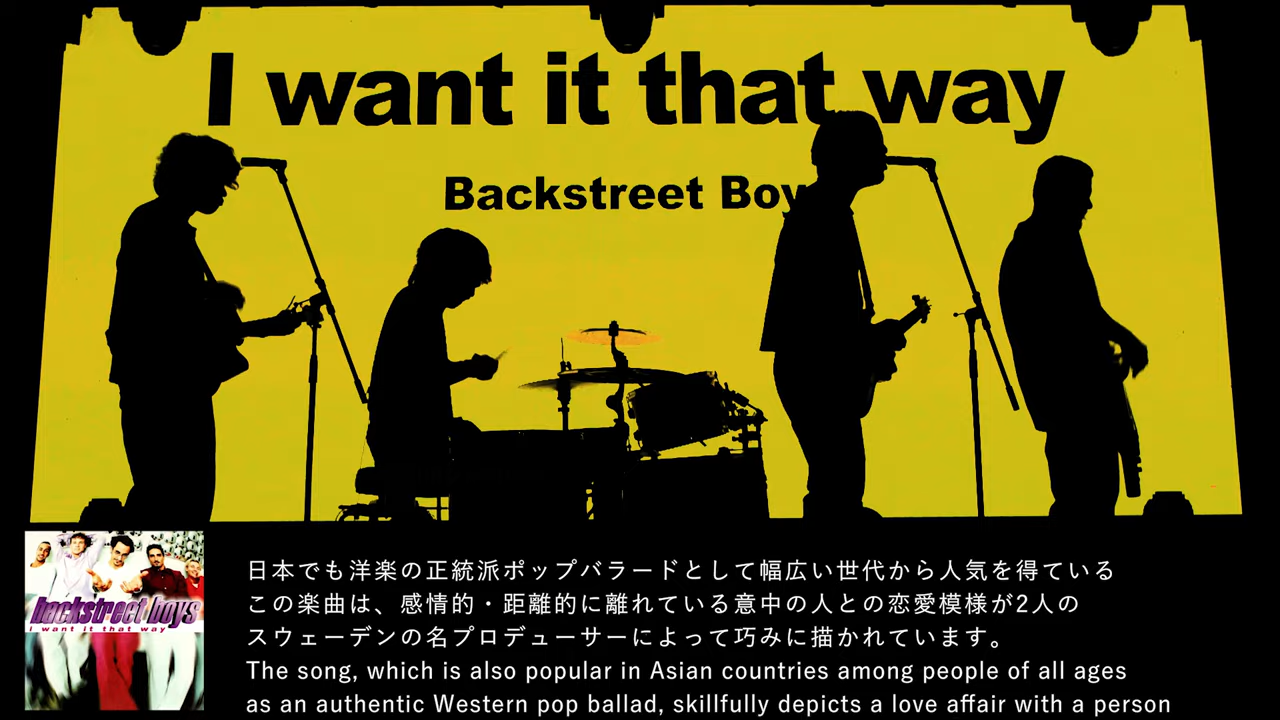 I want it that way
Backstreet Boy
backstreet boys
I want it that way
日本でも洋楽の正統派ポップバラードとして幅広い世代から人気を得ている
この楽曲は、感情的・距離的に離れている意中の人との恋愛模様が2人の
スウェーデンの名プロデューサーによって巧みに描かれています。
The song, which is also popular in Asian countries among people of all ages
as an authentic Western pop ballad, skillfully depicts a love affair with a person